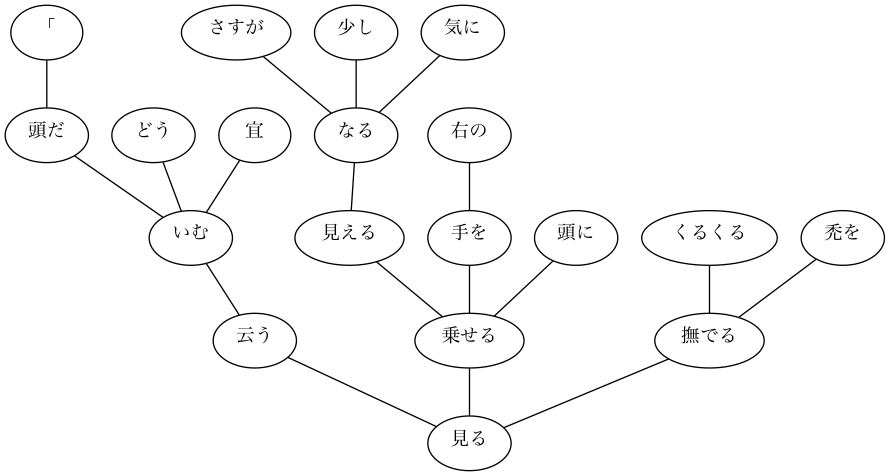 「 さすが 少し 気に
頭だ どう 宜 なる 右の
いむ 見える 手を 頭に くるくる 禿を
云う 乗せる 撫でる
見る